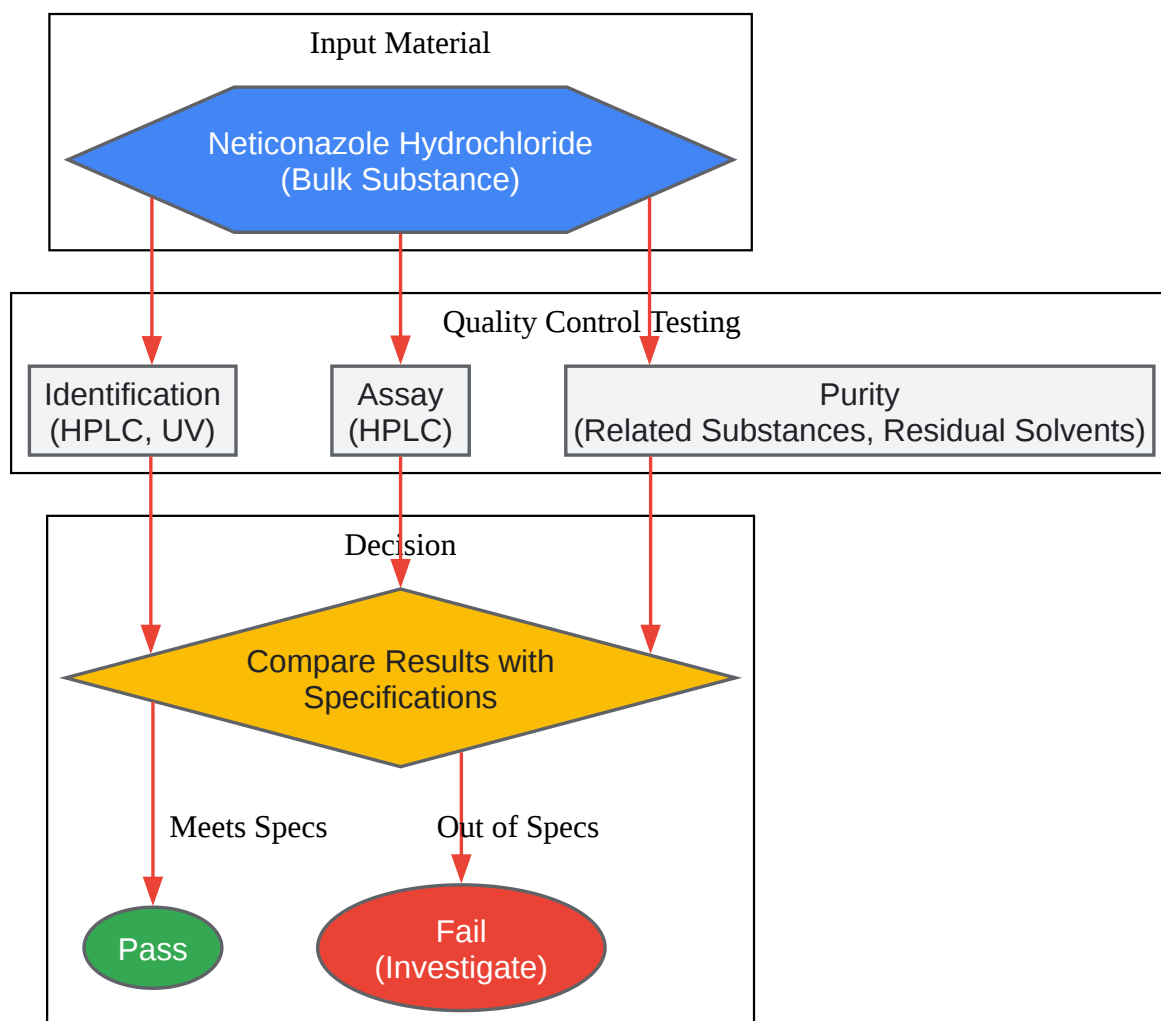 Input Material
Neticonazole Hydrochloride
(Bulk Substance)
Quality Control Testing
Identification
(HPLC, UV)
Assay
(HPLC)
Purity
(Related Substances, Residual Solvents)
Decision
Compare Results with
Specifications
Meets Specs
Out of Specs
Pass
Fail
(Investigate)